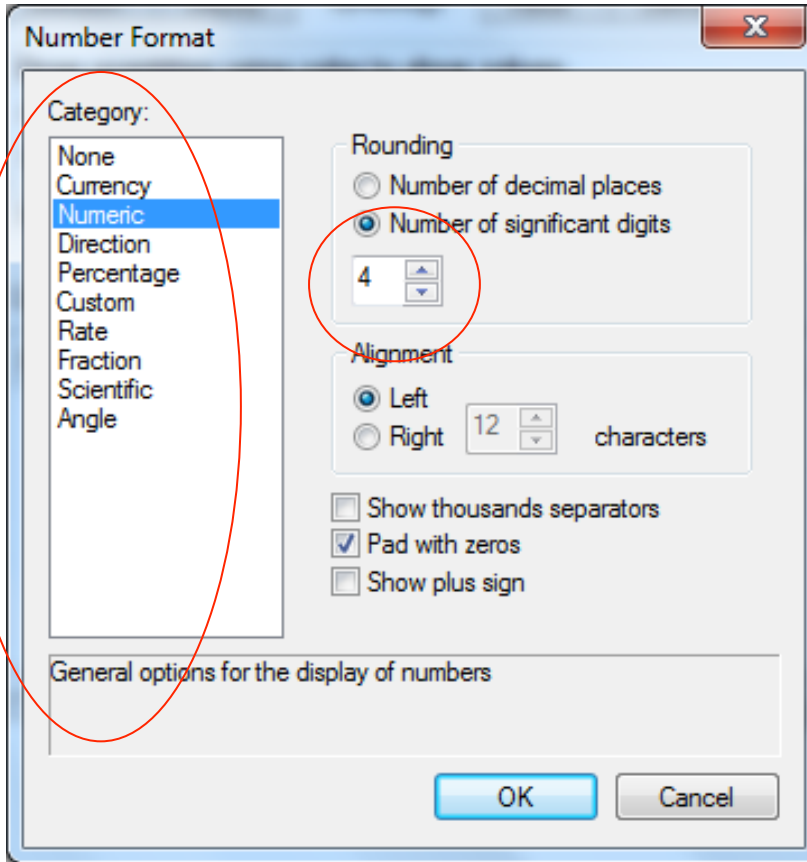 Number Format
X
Category:
None
Currency
Numeric
Direction
Percentage
Custom
Rate
Fraction
Scientific
Angle
Rounding
Number of decimal places
Number of significant digits
4
Alignment
Left
Right 12 characters
Show thousands separators
Pad with zeros
Show plus sign
General options for the display of numbers
OK Cancel